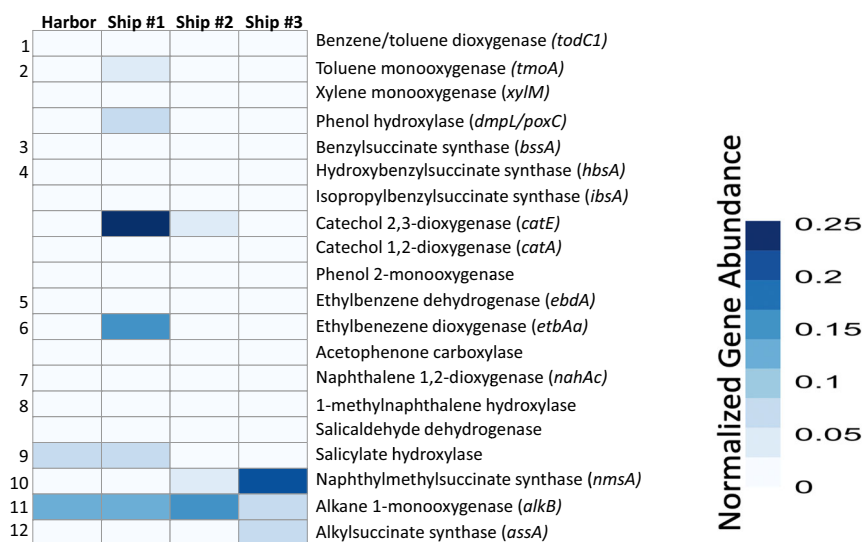 Harbor Ship #1 Ship #2 Ship #3
1 Benzene/toluene dioxygenase (todC1)
2 Toluene monooxygenase (tmoA)
Xylene monooxygenase (xylM)
Phenol hydroxylase (dmpL/poxC)
3 Benzylsuccinate synthase (bssA)
4 Hydroxybenzylsuccinate synthase (hbsA)
Isopropylbenzylsuccinate synthase (ibsA)
Catechol 2,3-dioxygenase (catE)
Catechol 1,2-dioxygenase (catA)
Phenol 2-monooxygenase
5 Ethylbenzene dehydrogenase (ebdA)
6 Ethylbenezene dioxygenase (etbAa)
Acetophenone carboxylase
7 Naphthalene 1,2-dioxygenase (nahAc)
8 1-methylnaphthalene hydroxylase
Salicaldehyde dehydrogenase
9 Salicylate hydroxylase
10 Naphthylmethylsuccinate synthase (nmsA)
11 Alkane 1-monooxygenase (alkB)
12 Alkylsuccinate synthase (assA)
Normalized Gene Abundance
0.25
0.2
0.15
0.1
0.05
0